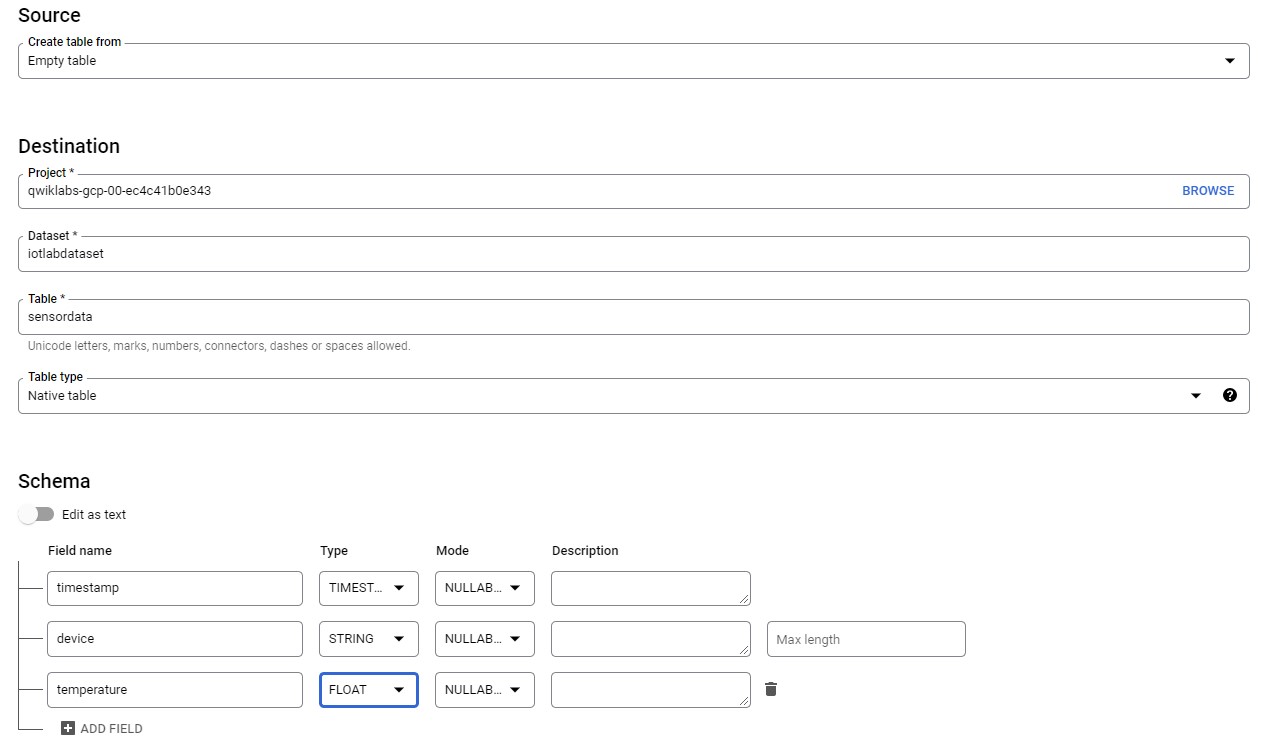 Source
Create table from
Empty table
Destination
Project *
qwiklabs-gcp-00-ec4c41b0e343
BROWSE
Dataset *
iotlabdataset
Table *
sensordata
Unicode letters, marks, numbers, connectors, dashes or spaces allowed.
Table type
Native table
Schema
Edit as text
Field name Type Mode Description
timestamp TIMEST... NULLAB...
device STRING NULLAB... Max length
temperature FLOAT NULLAB...
ADD FIELD